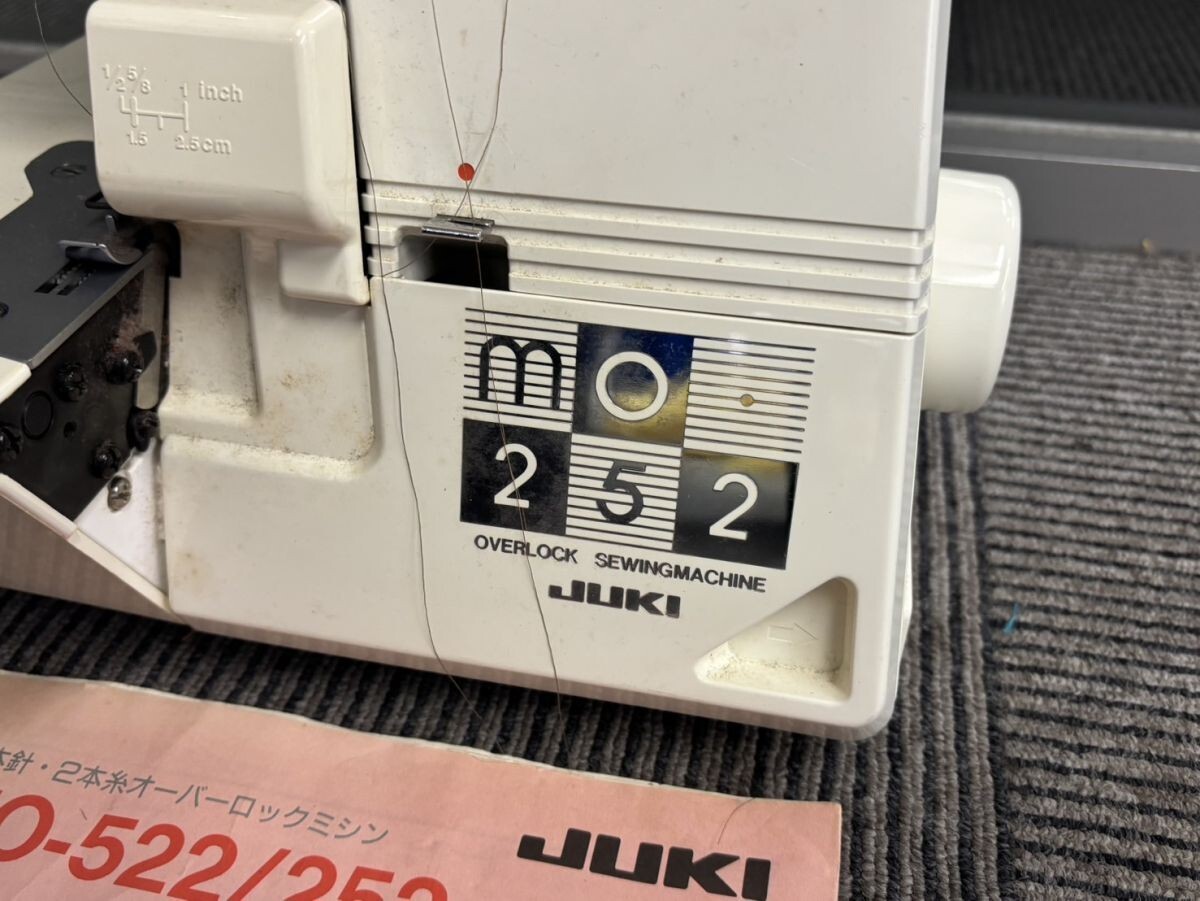 1/2 5/8 1 inch
1.5 2.5cm
mo.
252
OVERLOCK SEWINGMACHINE
JUKI
本針・2本糸オーバーロックミシン
O-522/252
JUKI